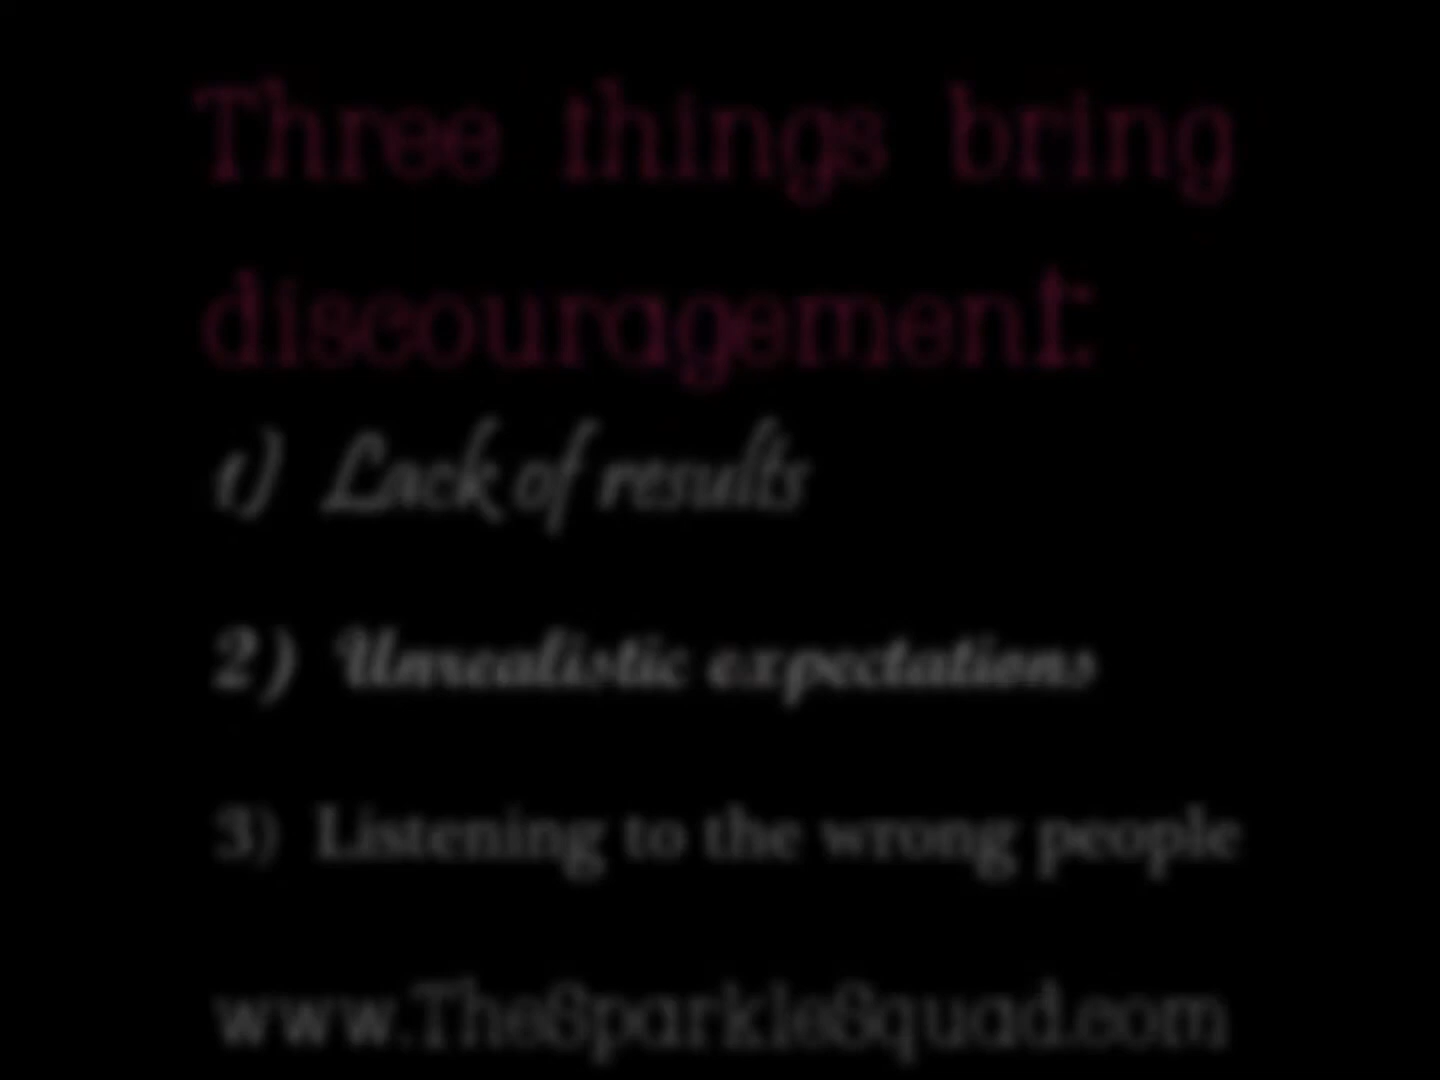 Three things bring
discouragement:
1) Lack of results
2) Unrealistic expectations
3) Listening to the wrong people
www.TheSparkleSquad.com